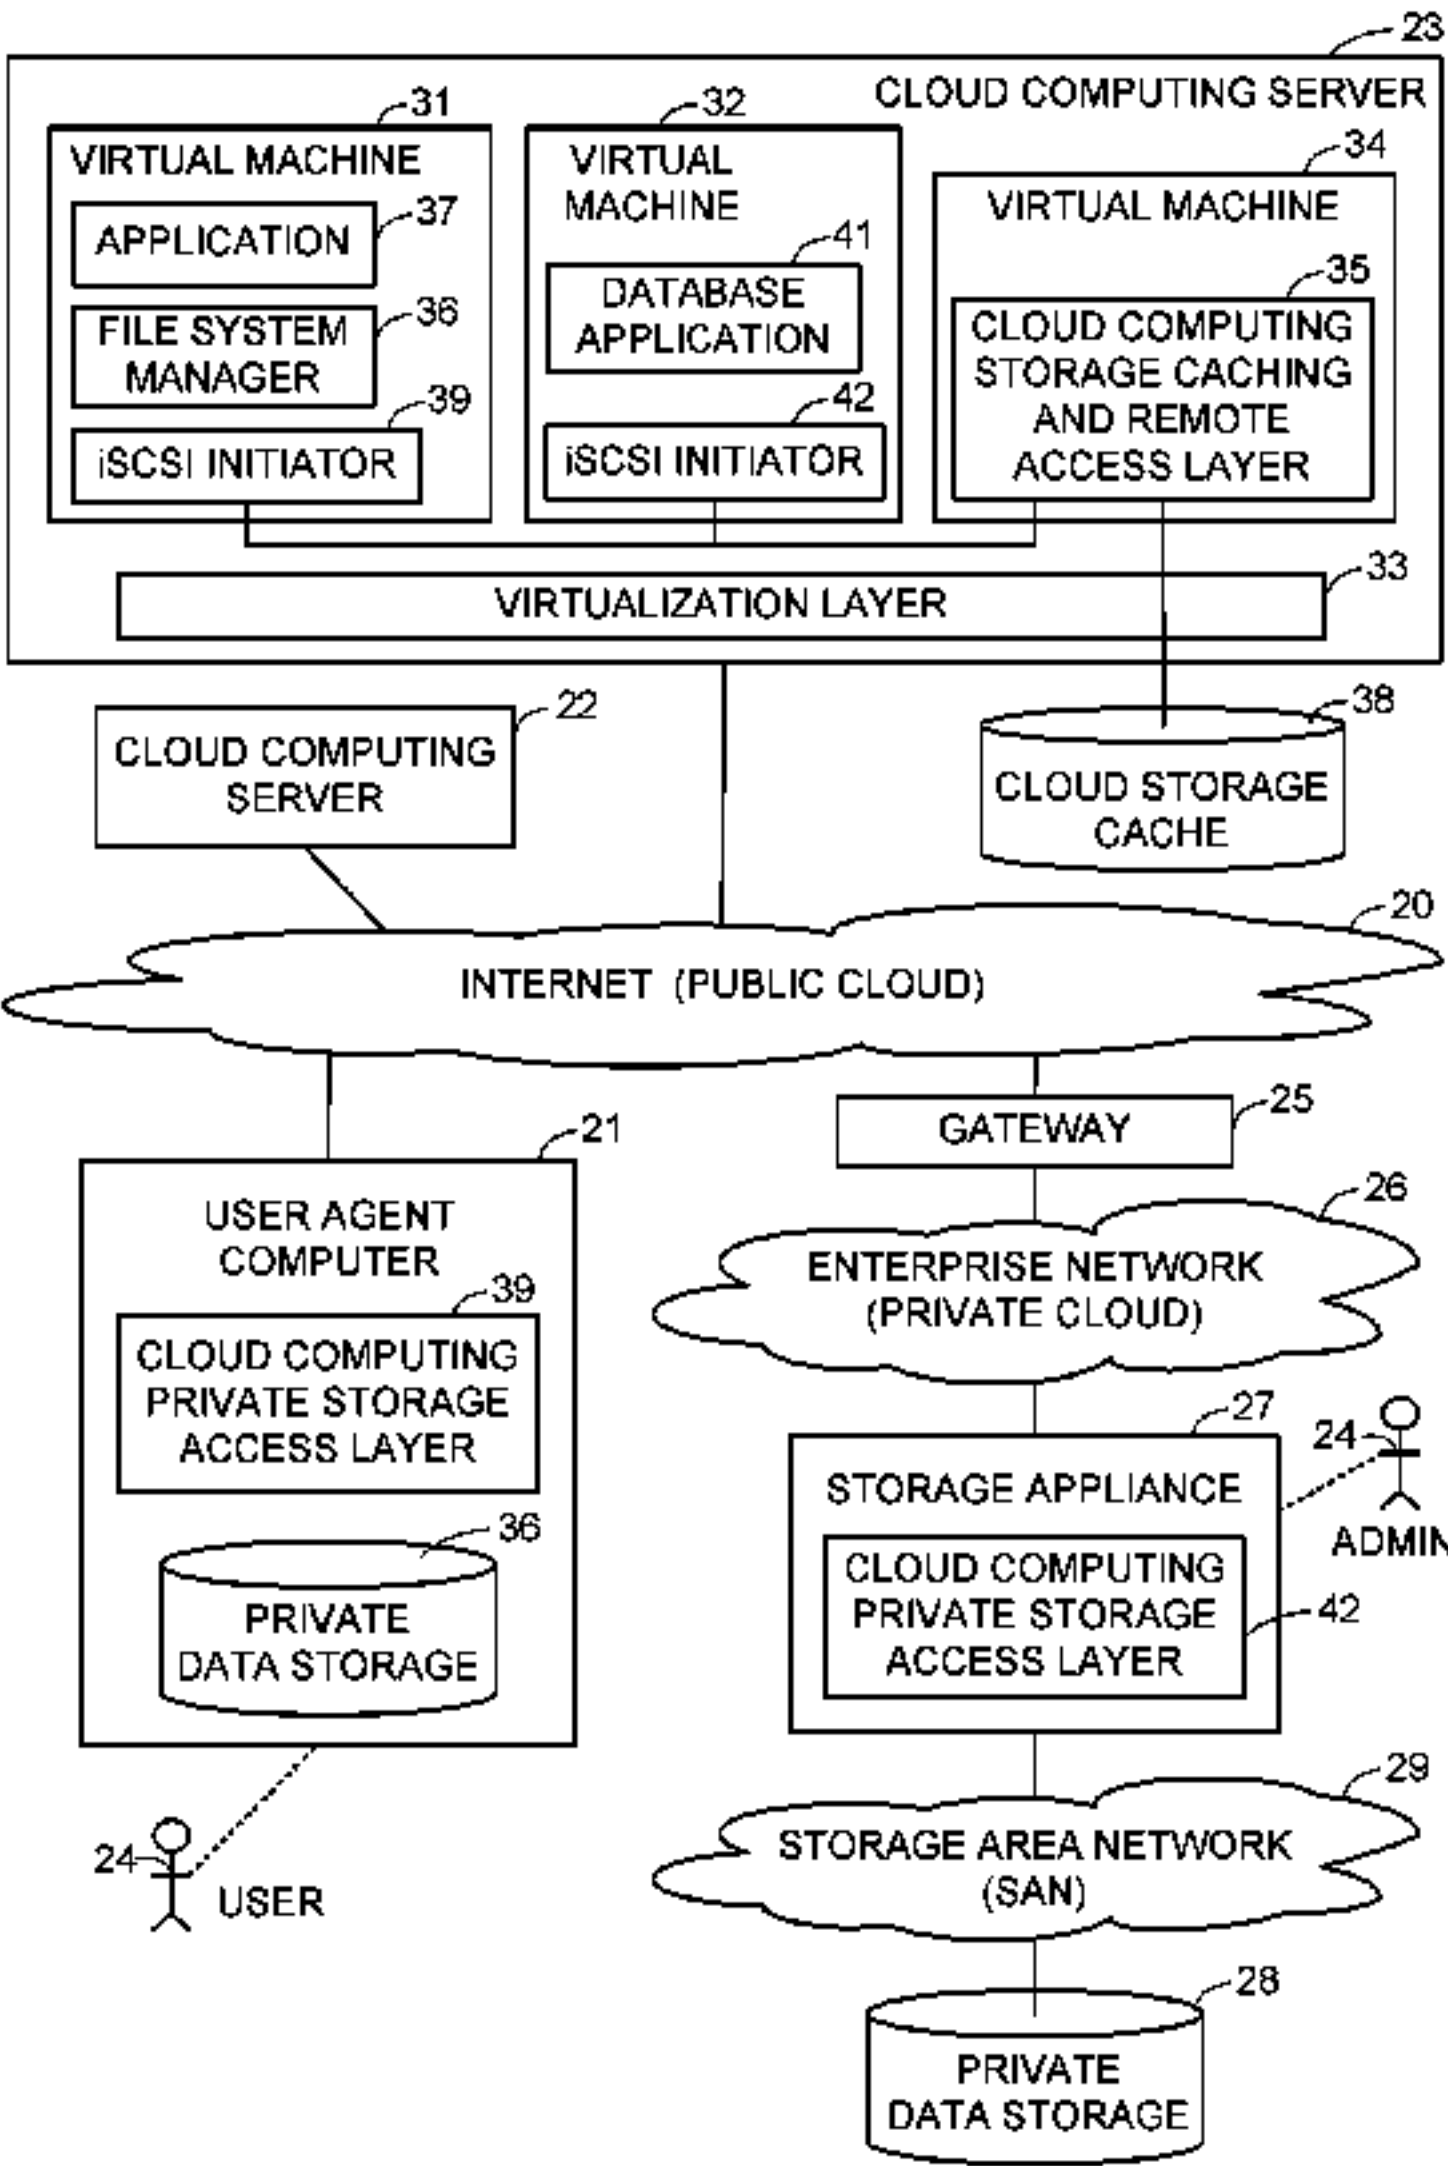 23
CLOUD COMPUTING SERVER
31
VIRTUAL MACHINE
37
APPLICATION
36
FILE SYSTEM
MANAGER
39
iSCSI INITIATOR
32
VIRTUAL
MACHINE
41
DATABASE
APPLICATION
42
iSCSI INITIATOR
34
VIRTUAL MACHINE
35
CLOUD COMPUTING
STORAGE CACHING
AND REMOTE
ACCESS LAYER
33
VIRTUALIZATION LAYER
22
CLOUD COMPUTING
SERVER
38
CLOUD STORAGE
CACHE
20
INTERNET (PUBLIC CLOUD)
21
USER AGENT
COMPUTER
39
CLOUD COMPUTING
PRIVATE STORAGE
ACCESS LAYER
36
PRIVATE
DATA STORAGE
24
USER
25
GATEWAY
26
ENTERPRISE NETWORK
(PRIVATE CLOUD)
27
STORAGE APPLIANCE
24
ADMIN
CLOUD COMPUTING
PRIVATE STORAGE
ACCESS LAYER
42
29
STORAGE AREA NETWORK
(SAN)
28
PRIVATE
DATA STORAGE